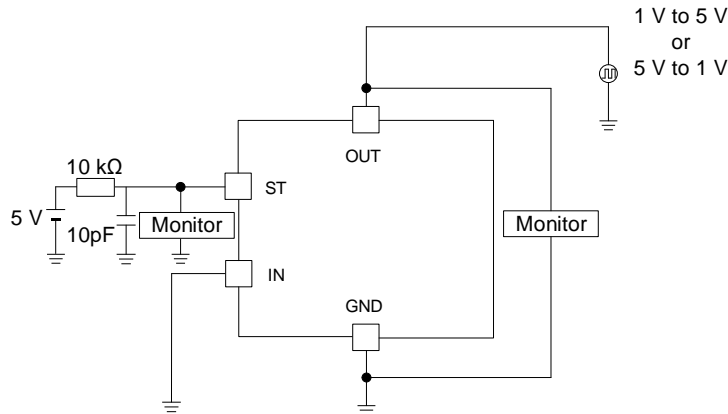 1 V to 5 V
or
5 V to 1 V
OUT
10 kΩ
ST
5 V
10pF
Monitor
Monitor
IN
GND